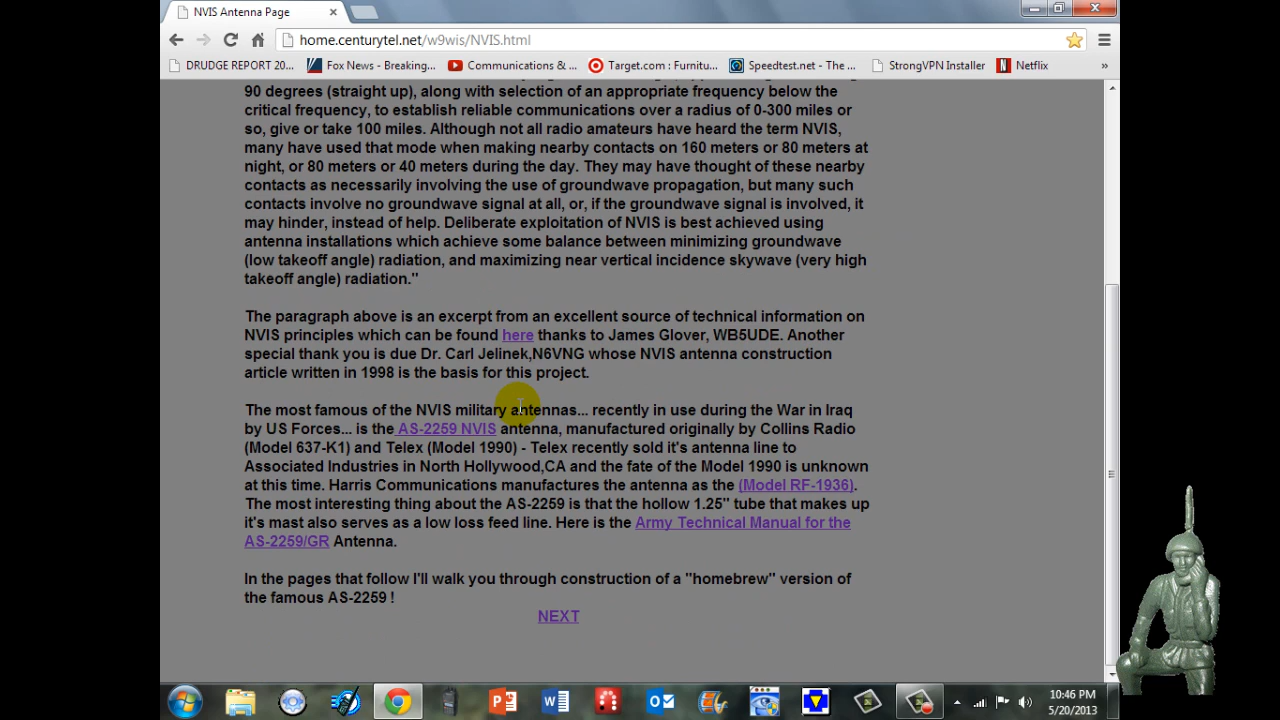 NVIS Antenna Page
home.centurytel.net/w9wis/NVIS.html
DRUDGE REPORT 20...
Fox News - Breaking...
Communications & ...
Target.com : Furnitu...
Speedtest.net - The ...
StrongVPN Installer
Netflix
»
90 degrees (straight up), along with selection of an appropriate frequency below the
critical frequency, to establish reliable communications over a radius of 0-300 miles or
so, give or take 100 miles. Although not all radio amateurs have heard the term NVIS,
many have used that mode when making nearby contacts on 160 meters or 80 meters at
night, or 80 meters or 40 meters during the day. They may have thought of these nearby
contacts as necessarily involving the use of groundwave propagation, but many such
contacts involve no groundwave signal at all, or, if the groundwave signal is involved, it
may hinder, instead of help. Deliberate exploitation of NVIS is best achieved using
antenna installations which achieve some balance between minimizing groundwave
(low takeoff angle) radiation, and maximizing near vertical incidence skywave (very high
takeoff angle) radiation."
The paragraph above is an excerpt from an excellent source of technical information on
NVIS principles which can be found here thanks to James Glover, WB5UDE. Another
special thank you is due Dr. Carl Jelinek,N6VNG whose NVIS antenna construction
article written in 1998 is the basis for this project.
The most famous of the NVIS military antennas... recently in use during the War in Iraq
by US Forces... is the AS-2259 NVIS antenna, manufactured originally by Collins Radio
(Model 637-K1) and Telex (Model 1990) - Telex recently sold it's antenna line to
Associated Industries in North Hollywood,CA and the fate of the Model 1990 is unknown
at this time. Harris Communications manufactures the antenna as the (Model RF-1936).
The most interesting thing about the AS-2259 is that the hollow 1.25" tube that makes up
it's mast also serves as a low loss feed line. Here is the Army Technical Manual for the
AS-2259/GR Antenna.
In the pages that follow I'll walk you through construction of a "homebrew" version of
the famous AS-2259 !
NEXT
10:46 PM
5/20/2013